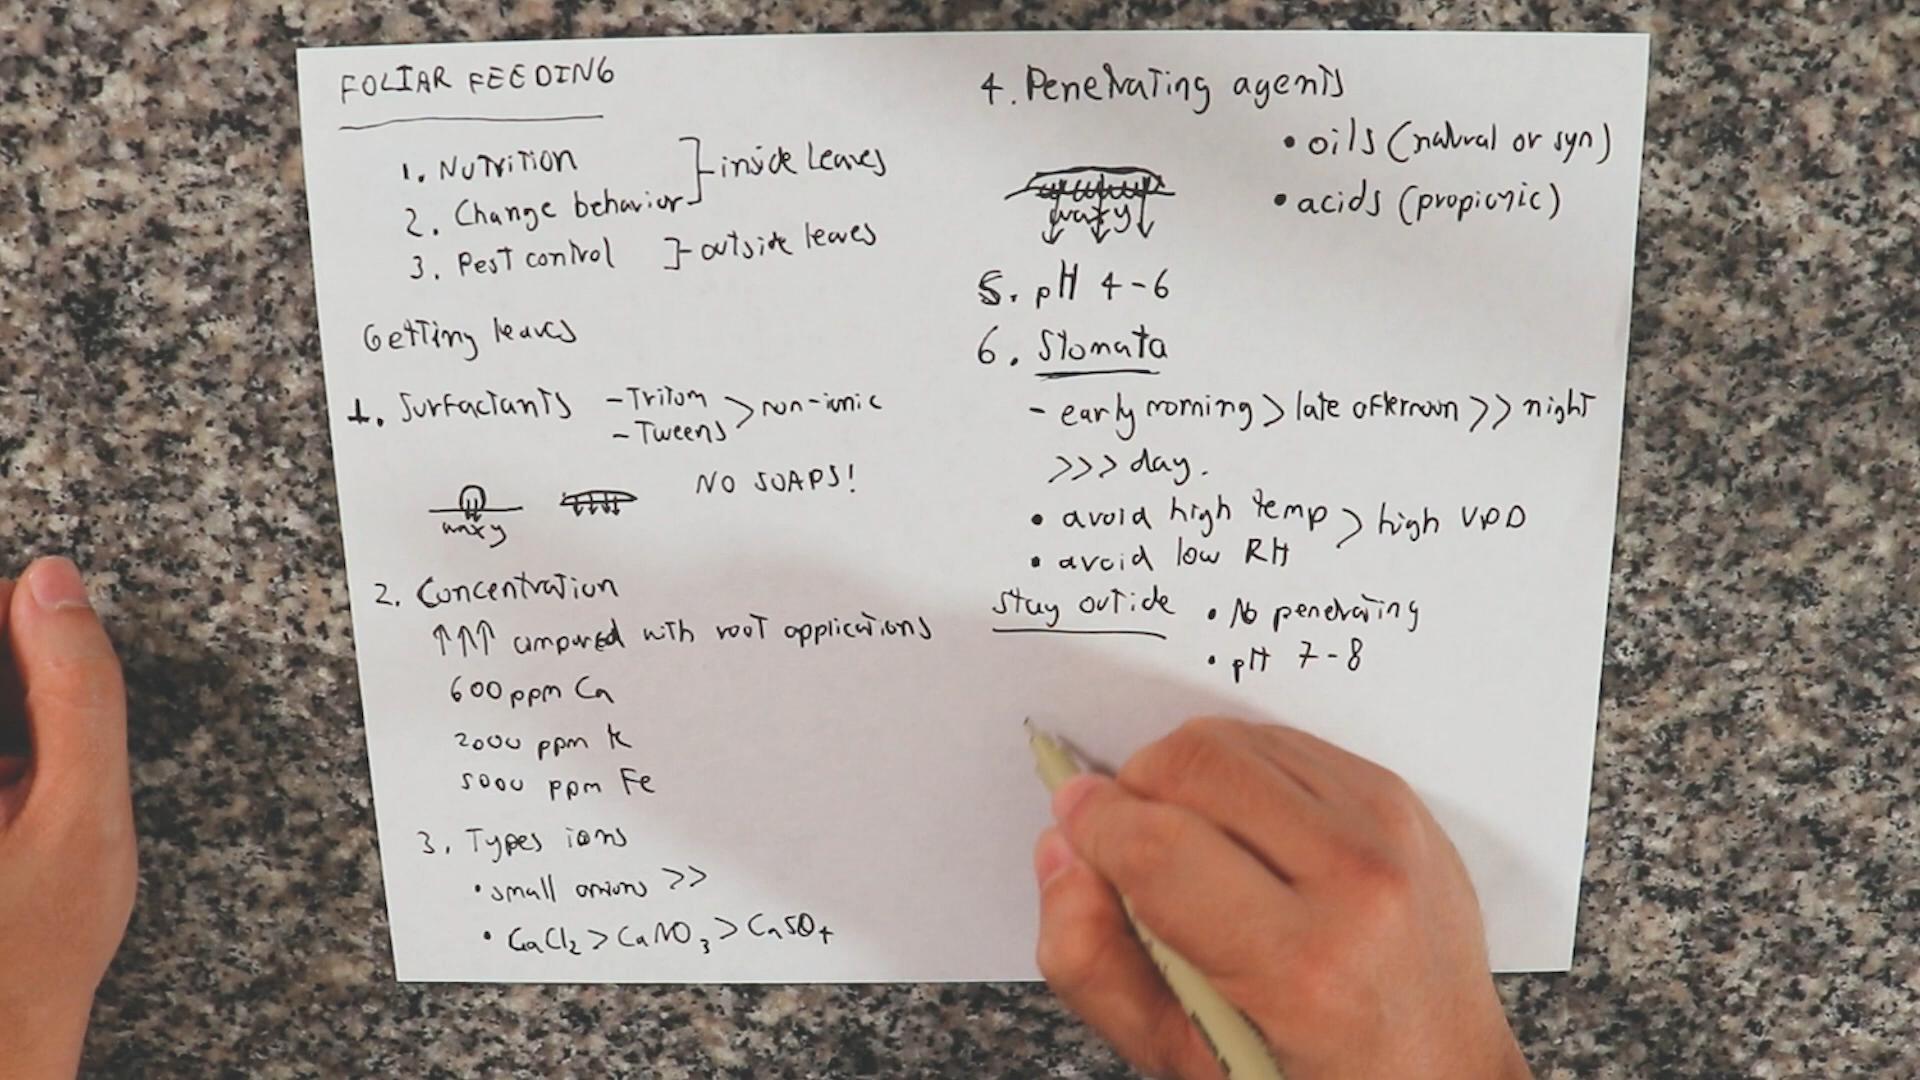 FOLIAR FEEDING
1. Nutrition
2. Change behavior
inside leaves
3. Pest control
outside leaves
Getting leaves
1. Surfactants
- Triton
- Tweens
non-ionic
NO SOAPS!
waxy
2. Concentration
↑↑↑ compared with root applications
600 ppm Ca
2000 ppm K
5000 ppm Fe
3. Types ions
• small anions >>
• CaCl2 > CaNO3 > CaSO4
4. Penetrating agents
• oils (natural or syn)
• acids (propionic)
waxy
5. pH 4-6
6. Stomata
- early morning > late afternoon >> night
>>> day.
• avoid high temp
• avoid low RH
> high VPD
Stay outide
• No penetrating
• pH 7-8